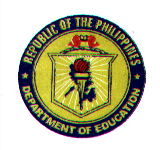 REPUBLIC OF THE PHILIPPINES
DEPARTMENT OF EDUCATION